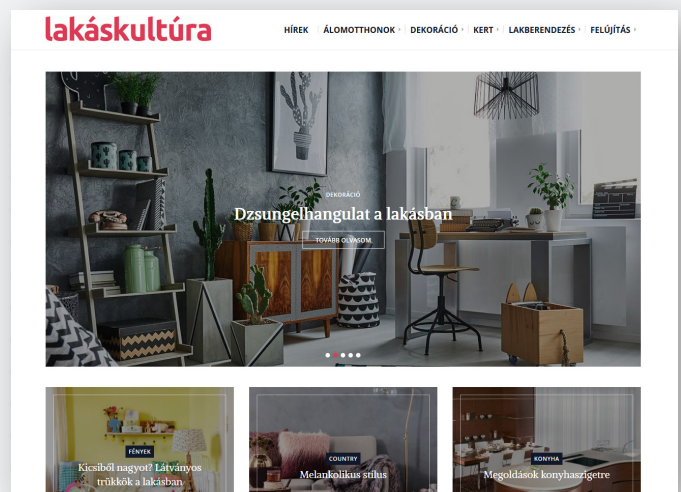 lakáskultúra
HÍREK ÁLOMOTTHONOK DEKORÁCIÓ KERT LAKBERENDEZÉS FELÚJÍTÁS
DEKORÁCIÓ
Dzsungelhangulat a lakásban
TOVÁBB OLVASOM
FÉNYEK
Kicsiből nagyot? Látványos
trükkök a lakásban
COUNTRY
Melankolikus stílus
KONYHA
Megoldások konyhaszigetre